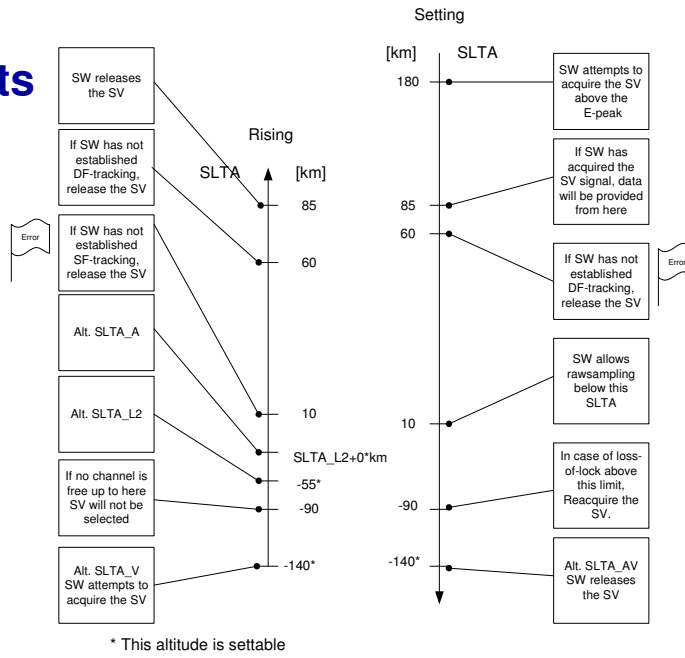 ts
Rising
SLTA
[km]
SW releases
the SV
If SW has not
established
DF-tracking,
release the SV
Error
If SW has not
established
SF-tracking,
release the SV
Alt. SLTA_A
Alt. SLTA_L2
If no channel is
free up to here
SV will not be
selected
Alt. SLTA_V
SW attempts to
acquire the SV
85
60
10
SLTA_L2+0*km
-55*
-90
-140*
* This altitude is settable
Setting
[km]
SLTA
180
85
60
10
-90
-140*
SW attempts to
acquire the SV
above the
E-peak
If SW has
acquired the
SV signal, data
will be provided
from here
If SW has not
established
DF-tracking,
release the SV
Error
SW allows
rawsampling
below this
SLTA
In case of loss-
of-lock above
this limit,
Reacquire the
SV.
Alt. SLTA_AV
SW releases
the SV